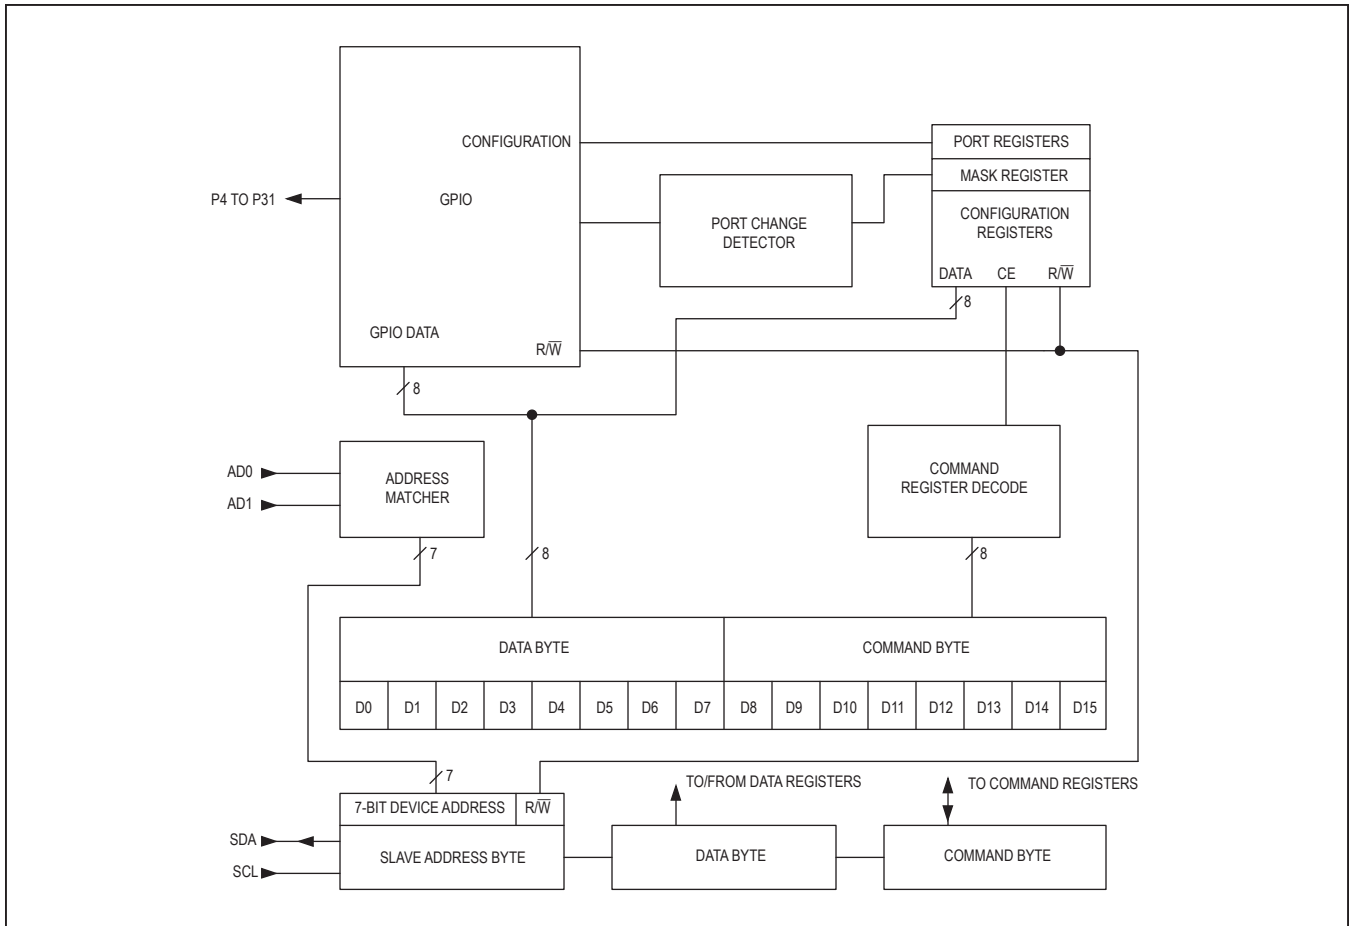 CONFIGURATION
PORT REGISTERS
MASK REGISTER
P4 TO P31
GPIO
PORT CHANGE
DETECTOR
CONFIGURATION
REGISTERS
DATA
CE
R/W̅
8
GPIO DATA
R/W̅
8
AD0
AD1
ADDRESS
MATCHER
COMMAND
REGISTER DECODE
7
8
8
DATA BYTE
COMMAND BYTE
D0
D1
D2
D3
D4
D5
D6
D7
D8
D9
D10
D11
D12
D13
D14
D15
7
TO/FROM DATA REGISTERS
TO COMMAND REGISTERS
7-BIT DEVICE ADDRESS
R/W̅
SDA
SCL
SLAVE ADDRESS BYTE
DATA BYTE
COMMAND BYTE